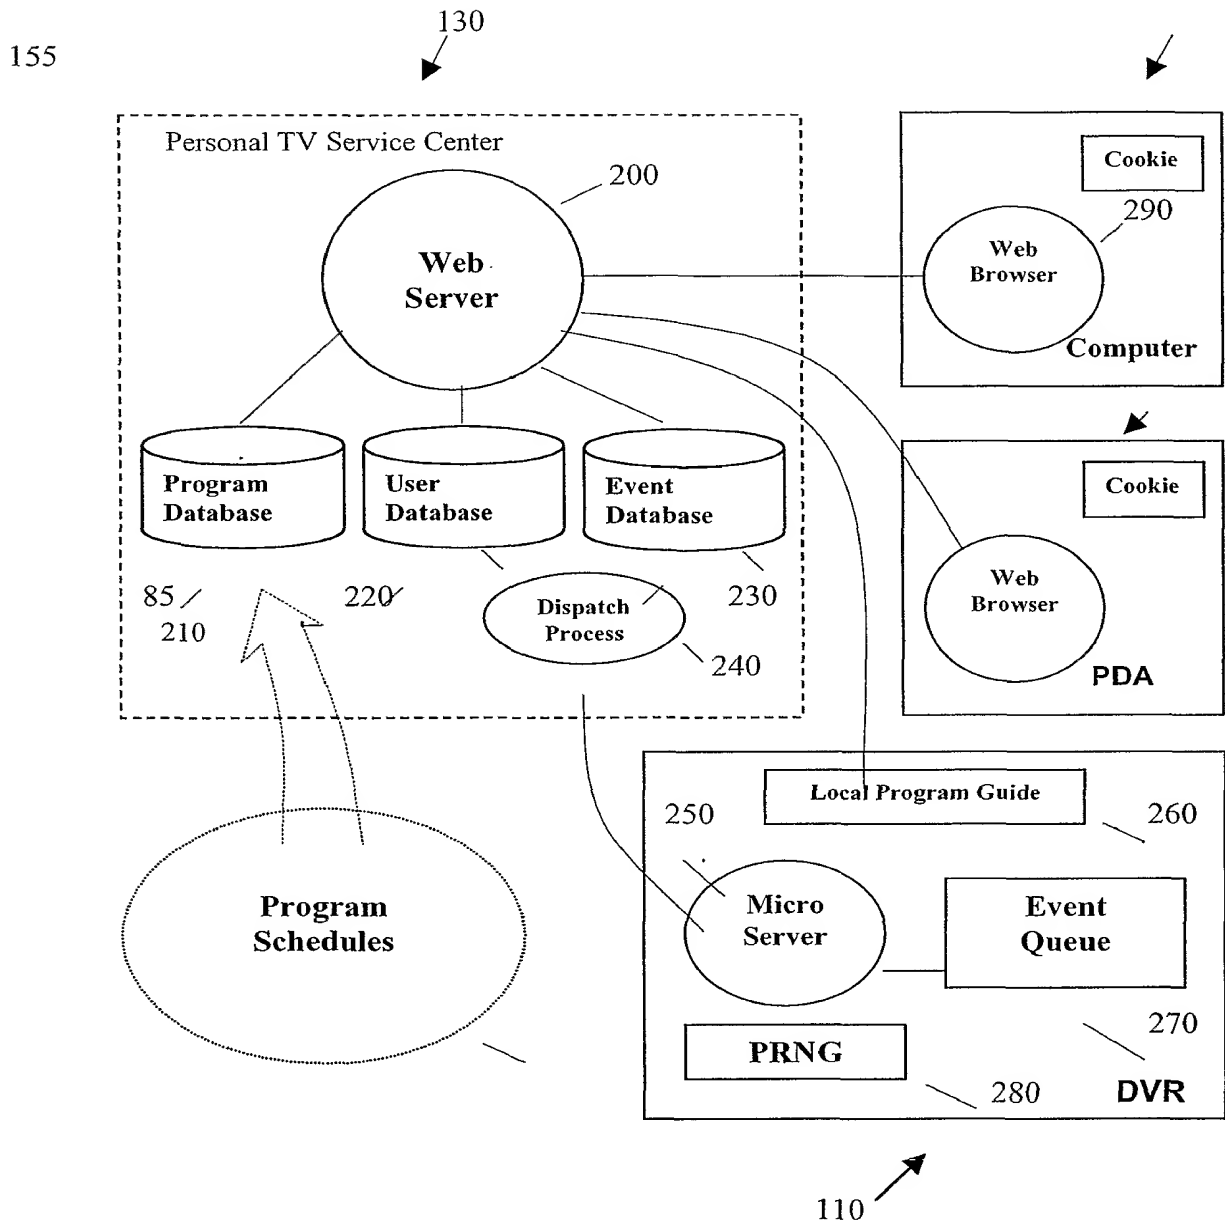 130
155
Personal TV Service Center
200
Web
Server
Cookie
290
Web
Browser
Computer
Program
Database
User
Database
Event
Database
Cookie
85
210
220
230
Dispatch
Process
240
Web
Browser
PDA
Local Program Guide
250
260
Program
Schedules
Micro
Server
Event
Queue
270
PRNG
280
DVR
110